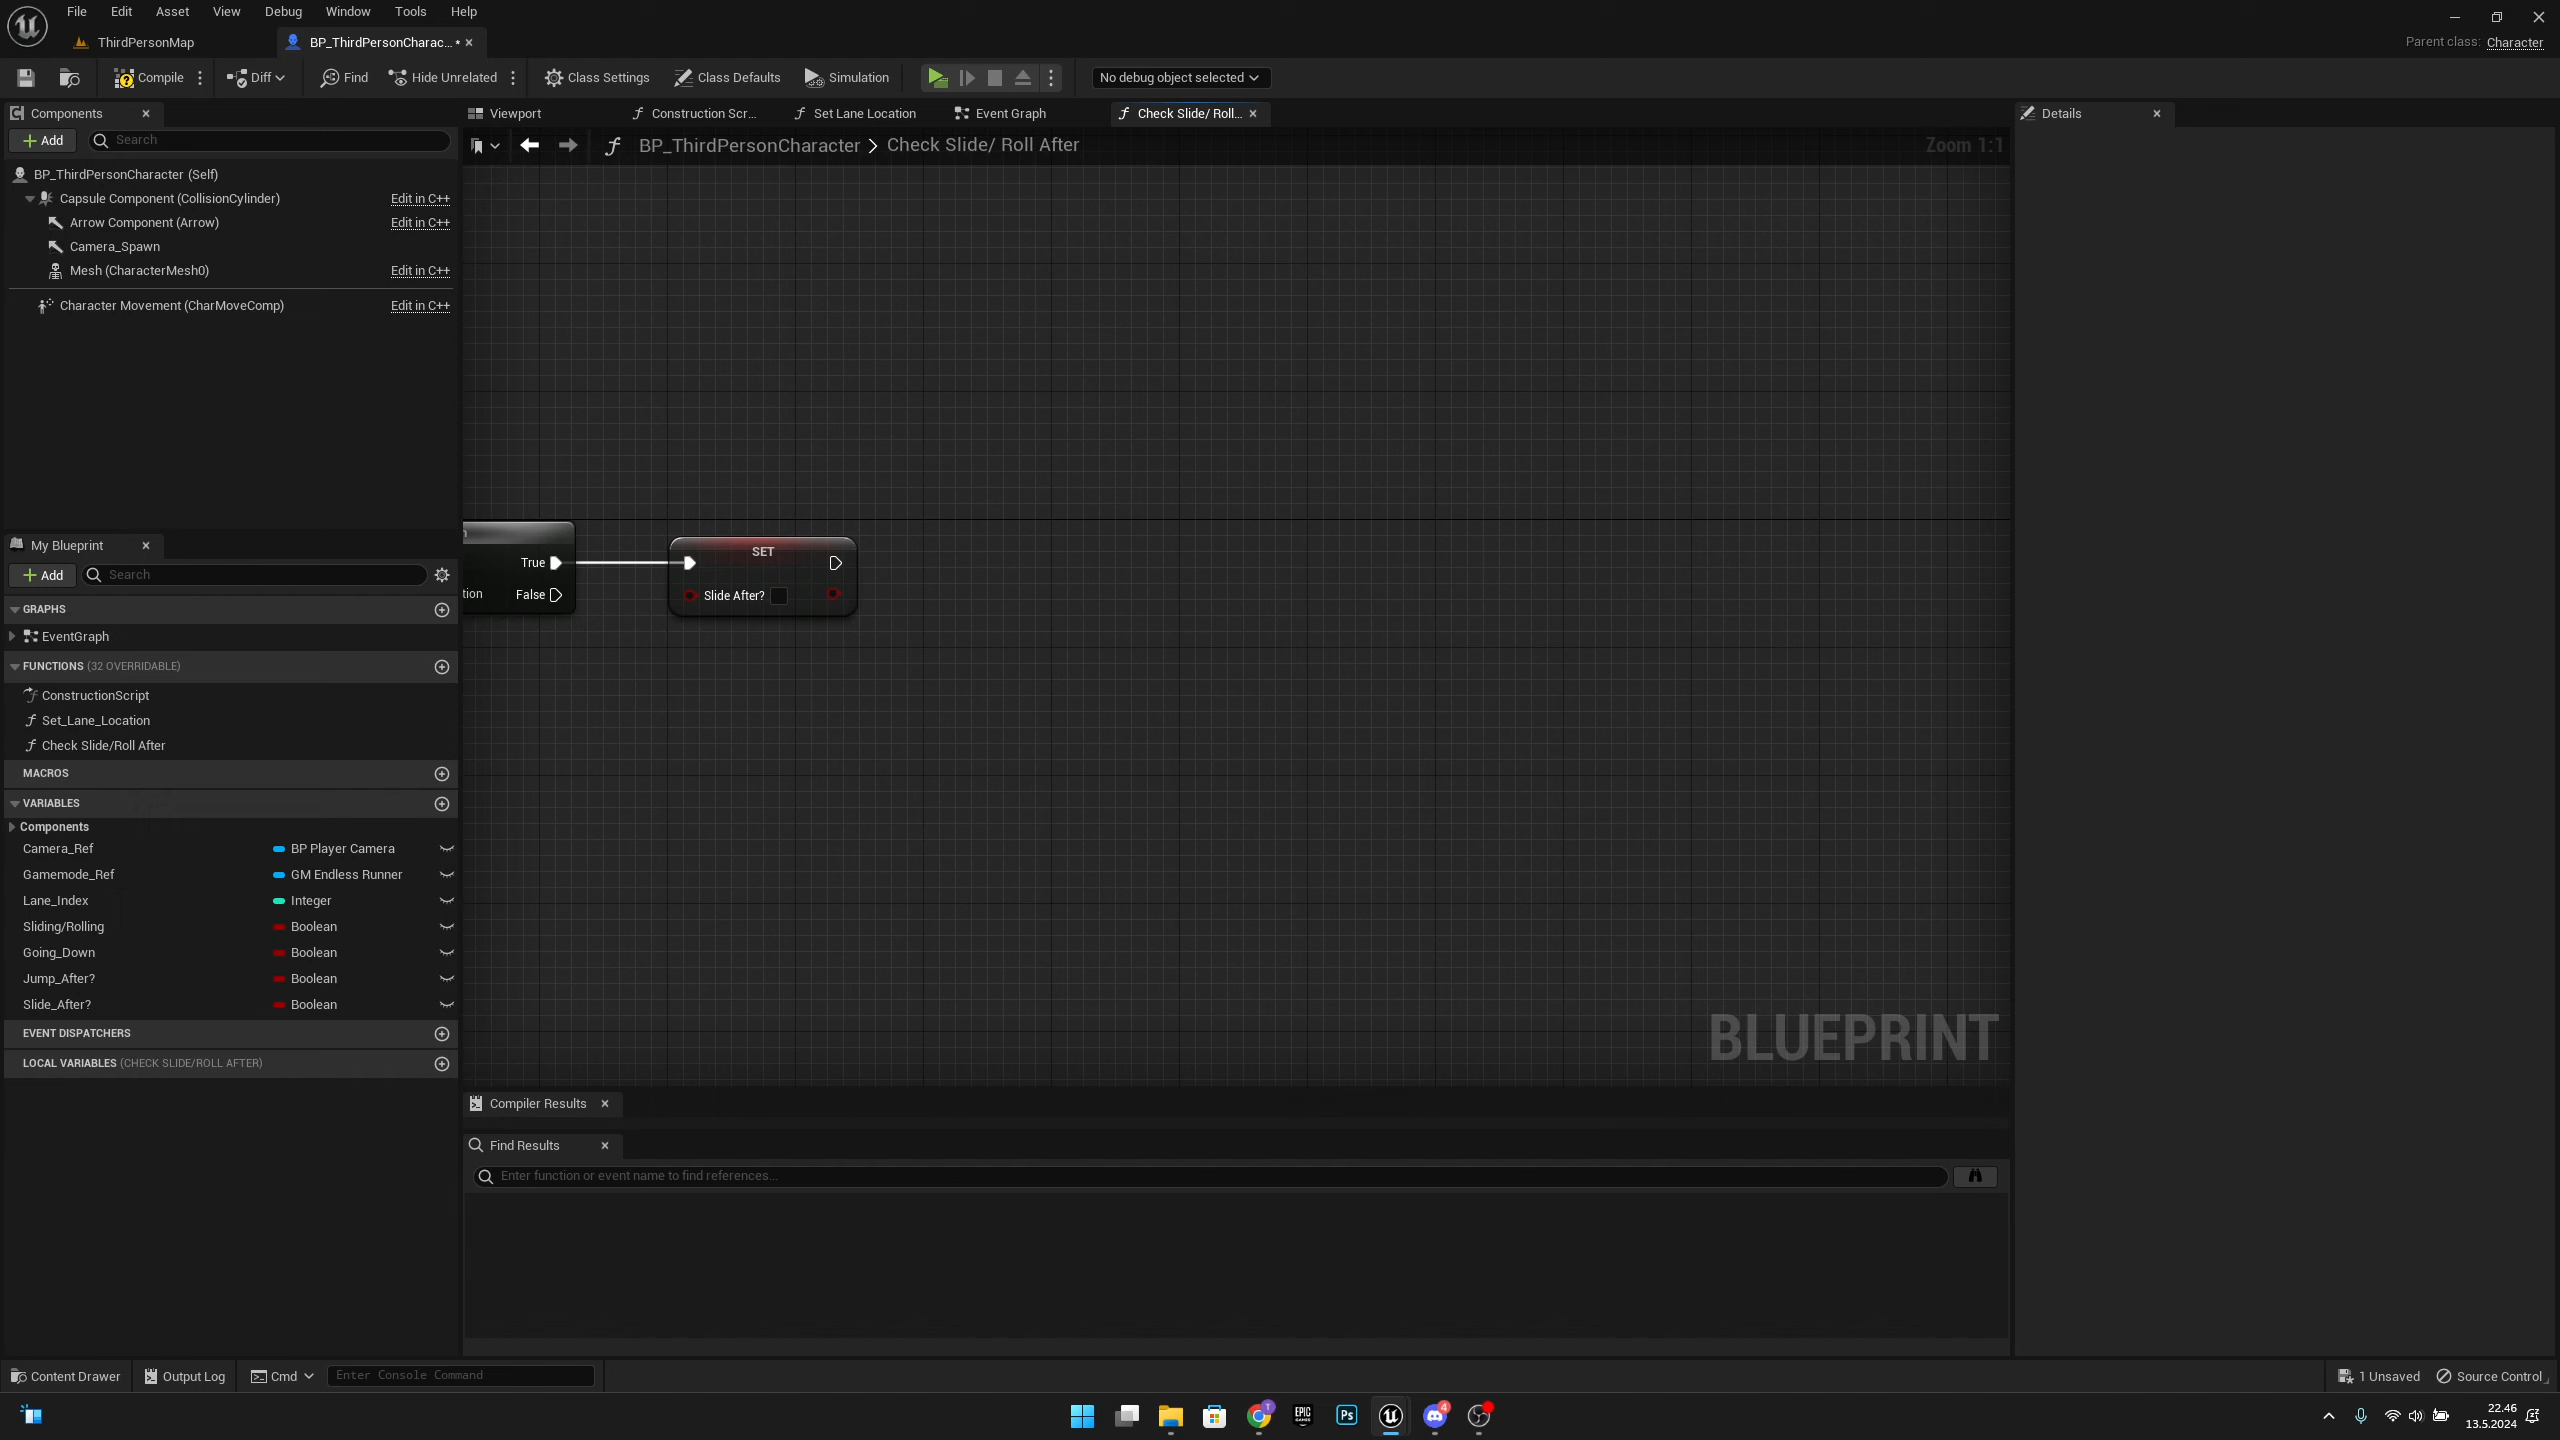 File Edit Asset View Debug Window Tools Help
ThirdPersonMap BP_ThirdPersonCharac... *
Parent class: Character
Compile Diff Find Hide Unrelated Class Settings Class Defaults Simulation No debug object selected
Components
Viewport Construction Scr... Set Lane Location Event Graph Check Slide/ Roll...
Details
Add Search
BP_ThirdPersonCharacter > Check Slide/ Roll After
Zoom 1:1
BP_ThirdPersonCharacter (Self)
Capsule Component (CollisionCylinder) Edit in C++
Arrow Component (Arrow) Edit in C++
Camera_Spawn
Mesh (CharacterMesh0) Edit in C++
Character Movement (CharMoveComp) Edit in C++
My Blueprint
SET
True
tion False
Slide After?
Add Search
GRAPHS
EventGraph
FUNCTIONS (32 OVERRIDABLE)
ConstructionScript
Set_Lane_Location
Check Slide/Roll After
MACROS
VARIABLES
Components
Camera_Ref BP Player Camera
Gamemode_Ref GM Endless Runner
Lane_Index Integer
Sliding/Rolling Boolean
Going_Down Boolean
Jump_After? Boolean
Slide_After? Boolean
EVENT DISPATCHERS
LOCAL VARIABLES (CHECK SLIDE/ROLL AFTER)
BLUEPRINT
Compiler Results
Find Results
Enter function or event name to find references...
Content Drawer Output Log Cmd Enter Console Command
1 Unsaved Source Control
T EPIC GAMES Ps 4
22.46
13.5.2024